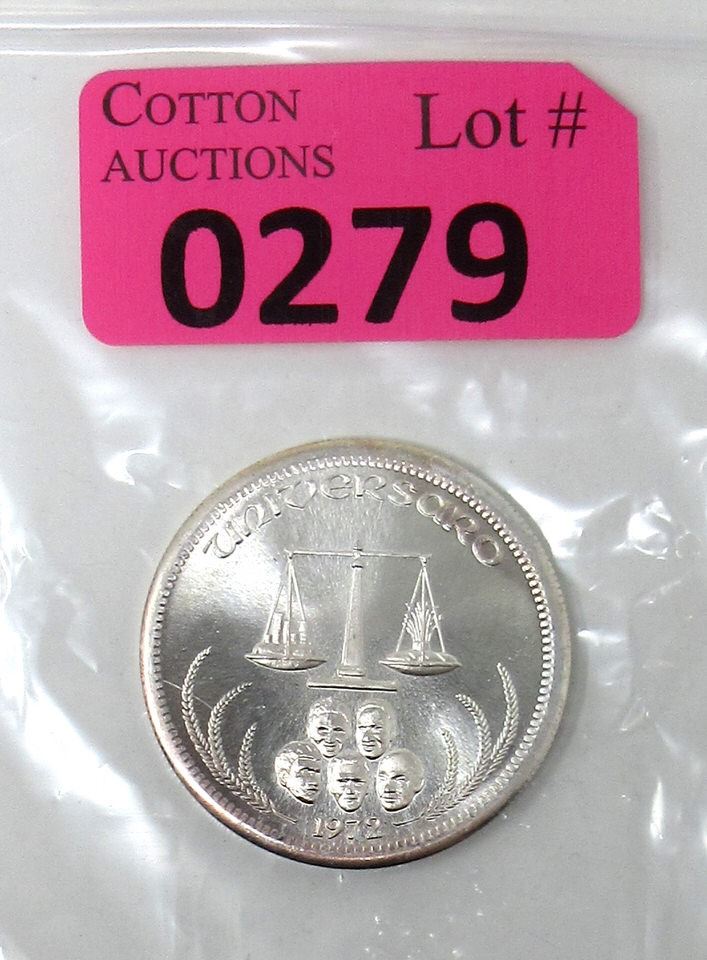 COTTON
AUCTIONS
Lot #
0279
UNIVERSARO
1972